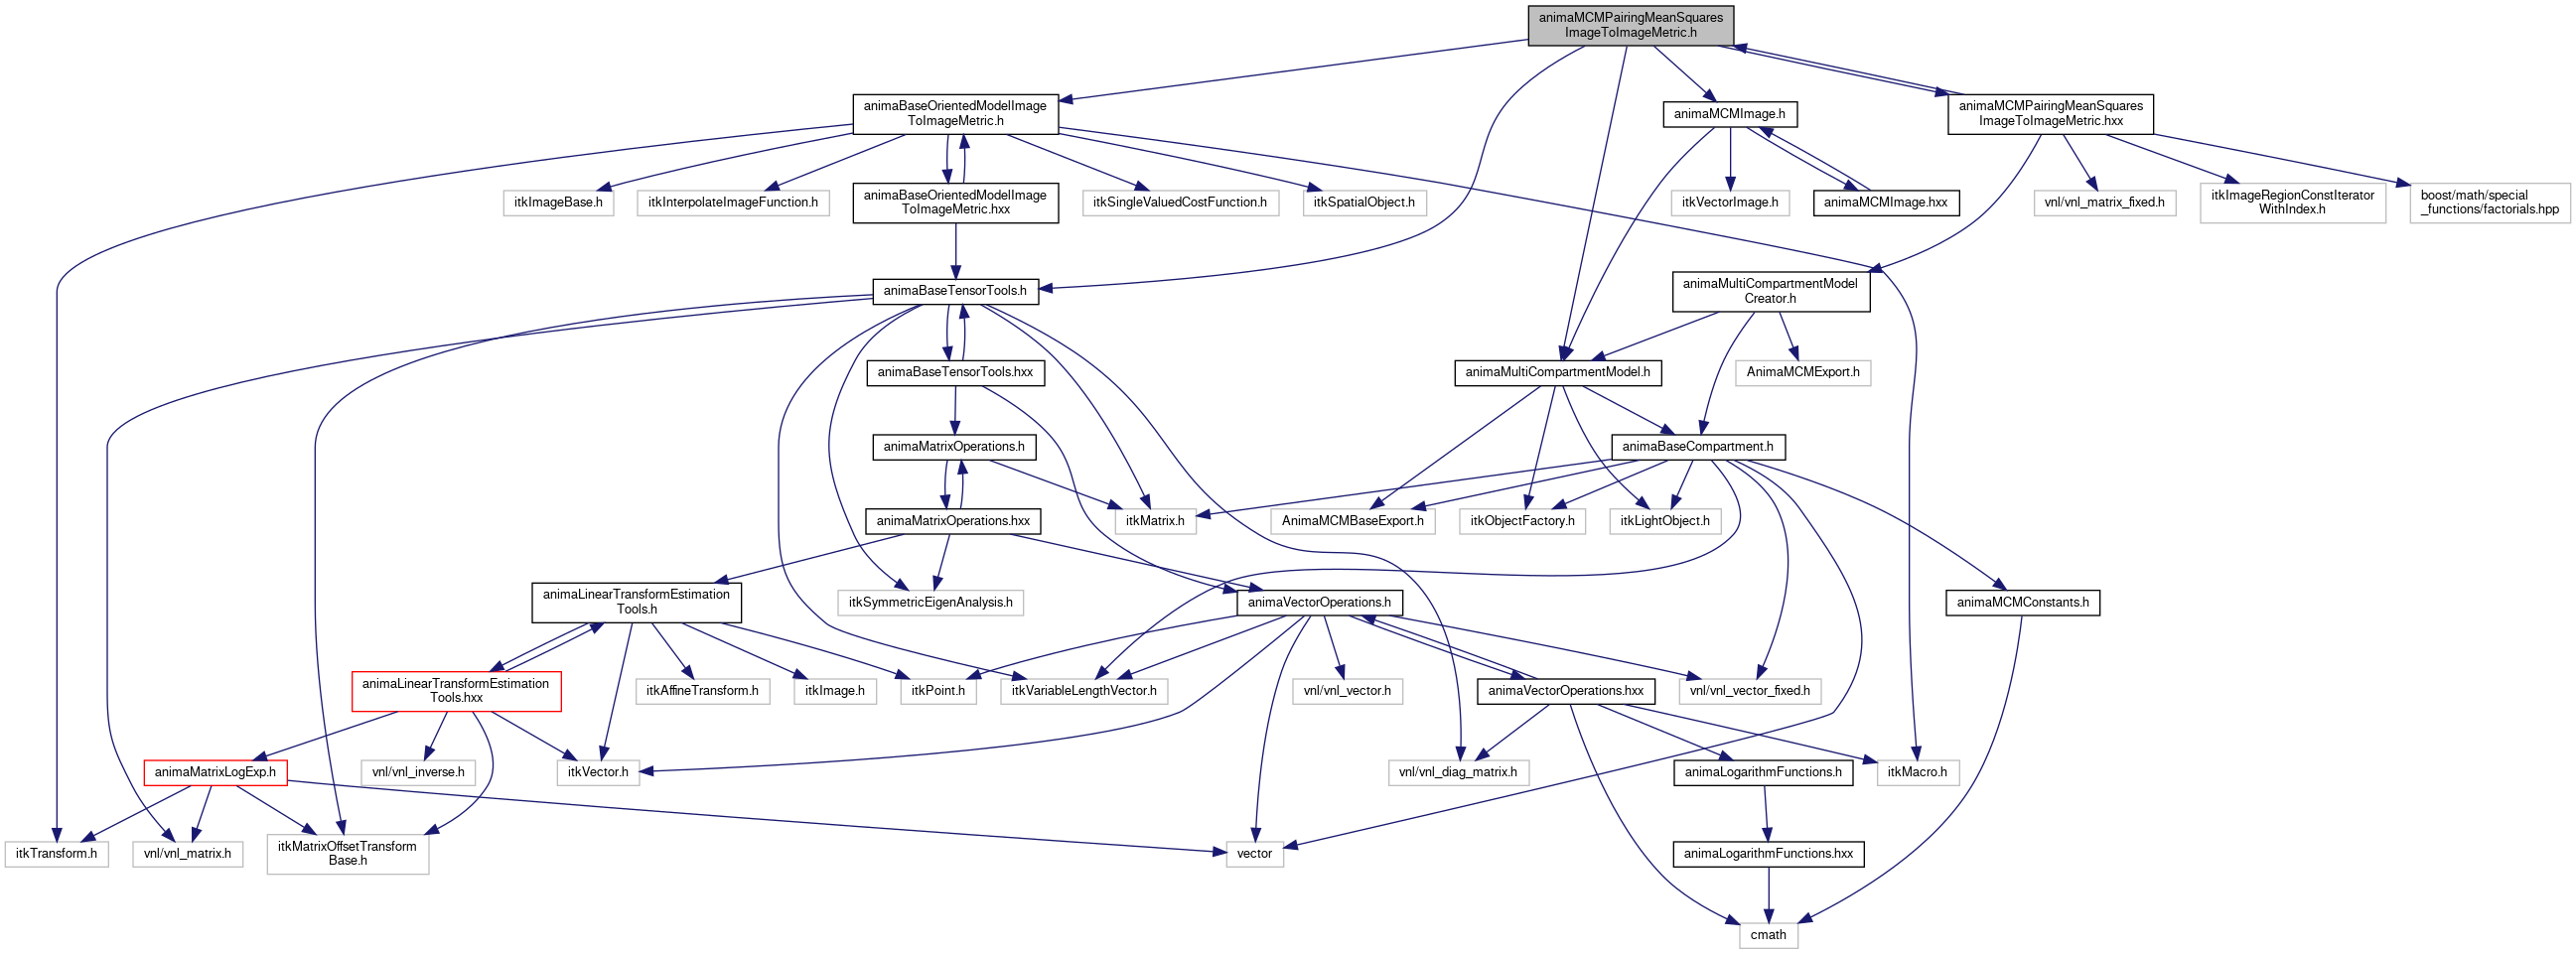 animaMCMPairingMeanSquares
ImageToImageMetric.h
animaBaseOrientedModelImage
ToImageMetric.h
animaMCMImage.h
animaMCMPairingMeanSquares
ImageToImageMetric.hxx
itkImageBase.h
itkInterpolateImageFunction.h
animaBaseOrientedModelImage
ToImageMetric.hxx
itkSingleValuedCostFunction.h
itkSpatialObject.h
itkVectorImage.h
animaMCMImage.hxx
vnl/vnl_matrix_fixed.h
itkImageRegionConstIterator
WithIndex.h
boost/math/special
_functions/factorials.hpp
animaBaseTensorTools.h
animaMultiCompartmentModel
Creator.h
animaBaseTensorTools.hxx
animaMultiCompartmentModel.h
AnimaMCMExport.h
animaMatrixOperations.h
animaBaseCompartment.h
animaMatrixOperations.hxx
itkMatrix.h
AnimaMCMBaseExport.h
itkObjectFactory.h
itkLightObject.h
animaLinearTransformEstimation
Tools.h
itkSymmetricEigenAnalysis.h
animaVectorOperations.h
animaMCMConstants.h
animaLinearTransformEstimation
Tools.hxx
itkAffineTransform.h
itkImage.h
itkPoint.h
itkVariableLengthVector.h
vnl/vnl_vector.h
animaVectorOperations.hxx
vnl/vnl_vector_fixed.h
animaMatrixLogExp.h
vnl/vnl_inverse.h
itkVector.h
vnl/vnl_diag_matrix.h
animaLogarithmFunctions.h
itkMacro.h
itkTransform.h
vnl/vnl_matrix.h
itkMatrixOffsetTransform
Base.h
vector
animaLogarithmFunctions.hxx
cmath